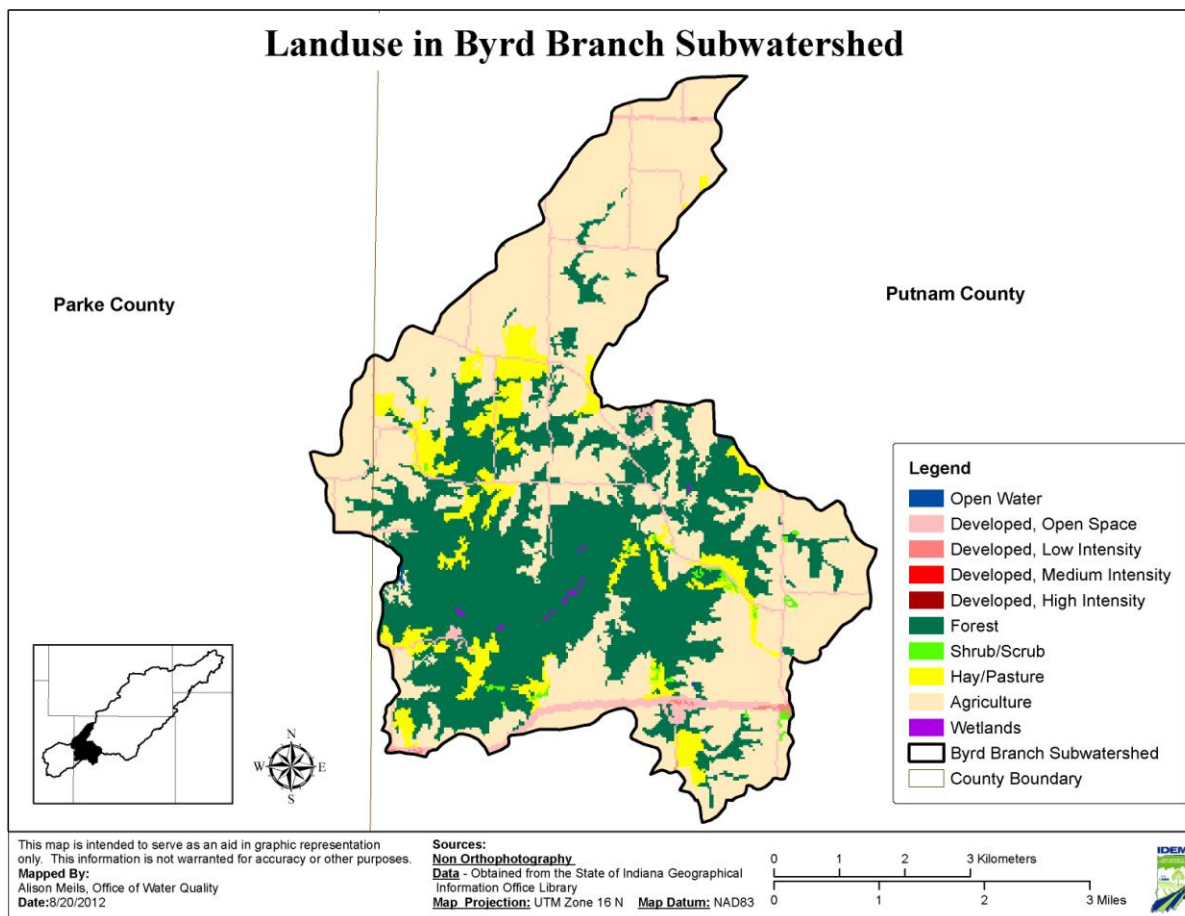 Landuse in Byrd Branch Subwatershed
Parke County
Putnam County
Legend
Open Water
Developed, Open Space
Developed, Low Intensity
Developed, Medium Intensity
Developed, High Intensity
Forest
Shrub/Scrub
Hay/Pasture
Agriculture
Wetlands
Byrd Branch Subwatershed
County Boundary
N
W E
S
This map is intended to serve as an aid in graphic representation
only. This information is not warranted for accuracy or other purposes.
Mapped By:
Alison Meils, Office of Water Quality
Date:8/20/2012
Sources:
Non Orthophotography
Data - Obtained from the State of Indiana Geographical
Information Office Library
Map Projection: UTM Zone 16 N Map Datum: NAD83
0 1 2 3 Kilometers
0 1 2 3 Miles
IDEM